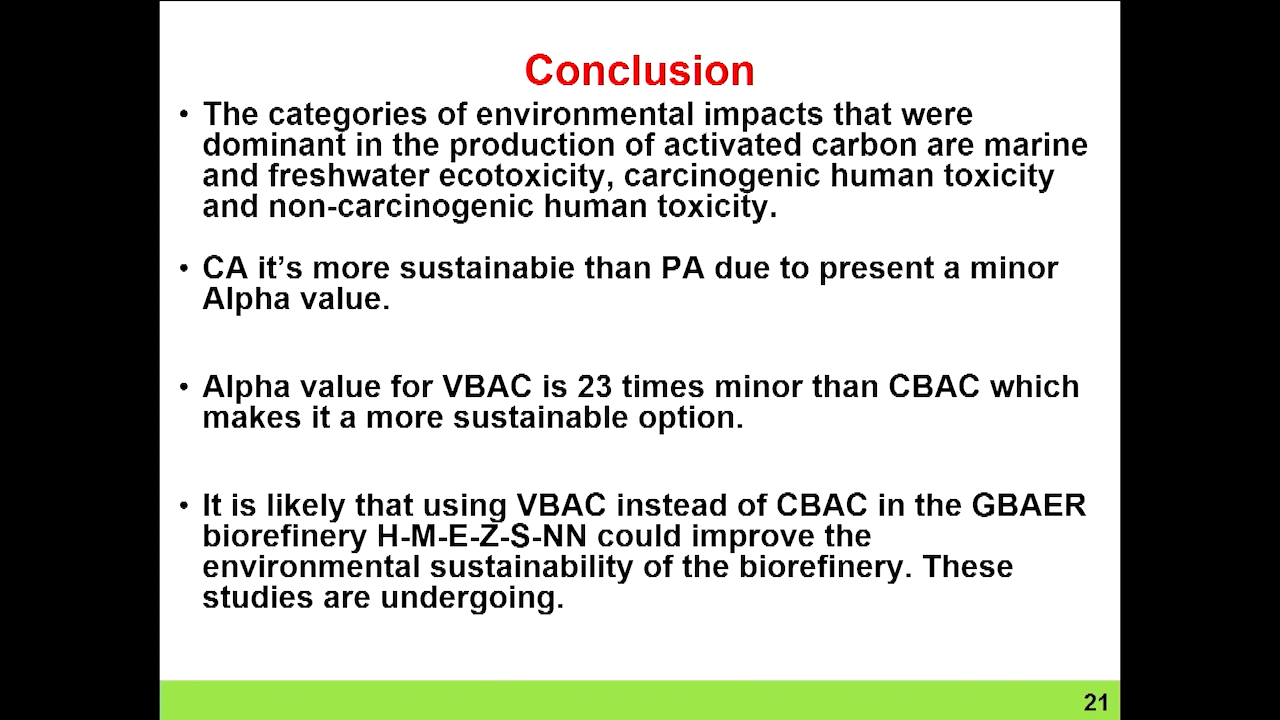 Conclusion
• The categories of environmental impacts that were
dominant in the production of activated carbon are marine
and freshwater ecotoxicity, carcinogenic human toxicity
and non-carcinogenic human toxicity.
• CA it’s more sustainabie than PA due to present a minor
Alpha value.
• Alpha value for VBAC is 23 times minor than CBAC which
makes it a more sustainable option.
• It is likely that using VBAC instead of CBAC in the GBAER
biorefinery H-M-E-Z-S-NN could improve the
environmental sustainability of the biorefinery. These
studies are undergoing.
21